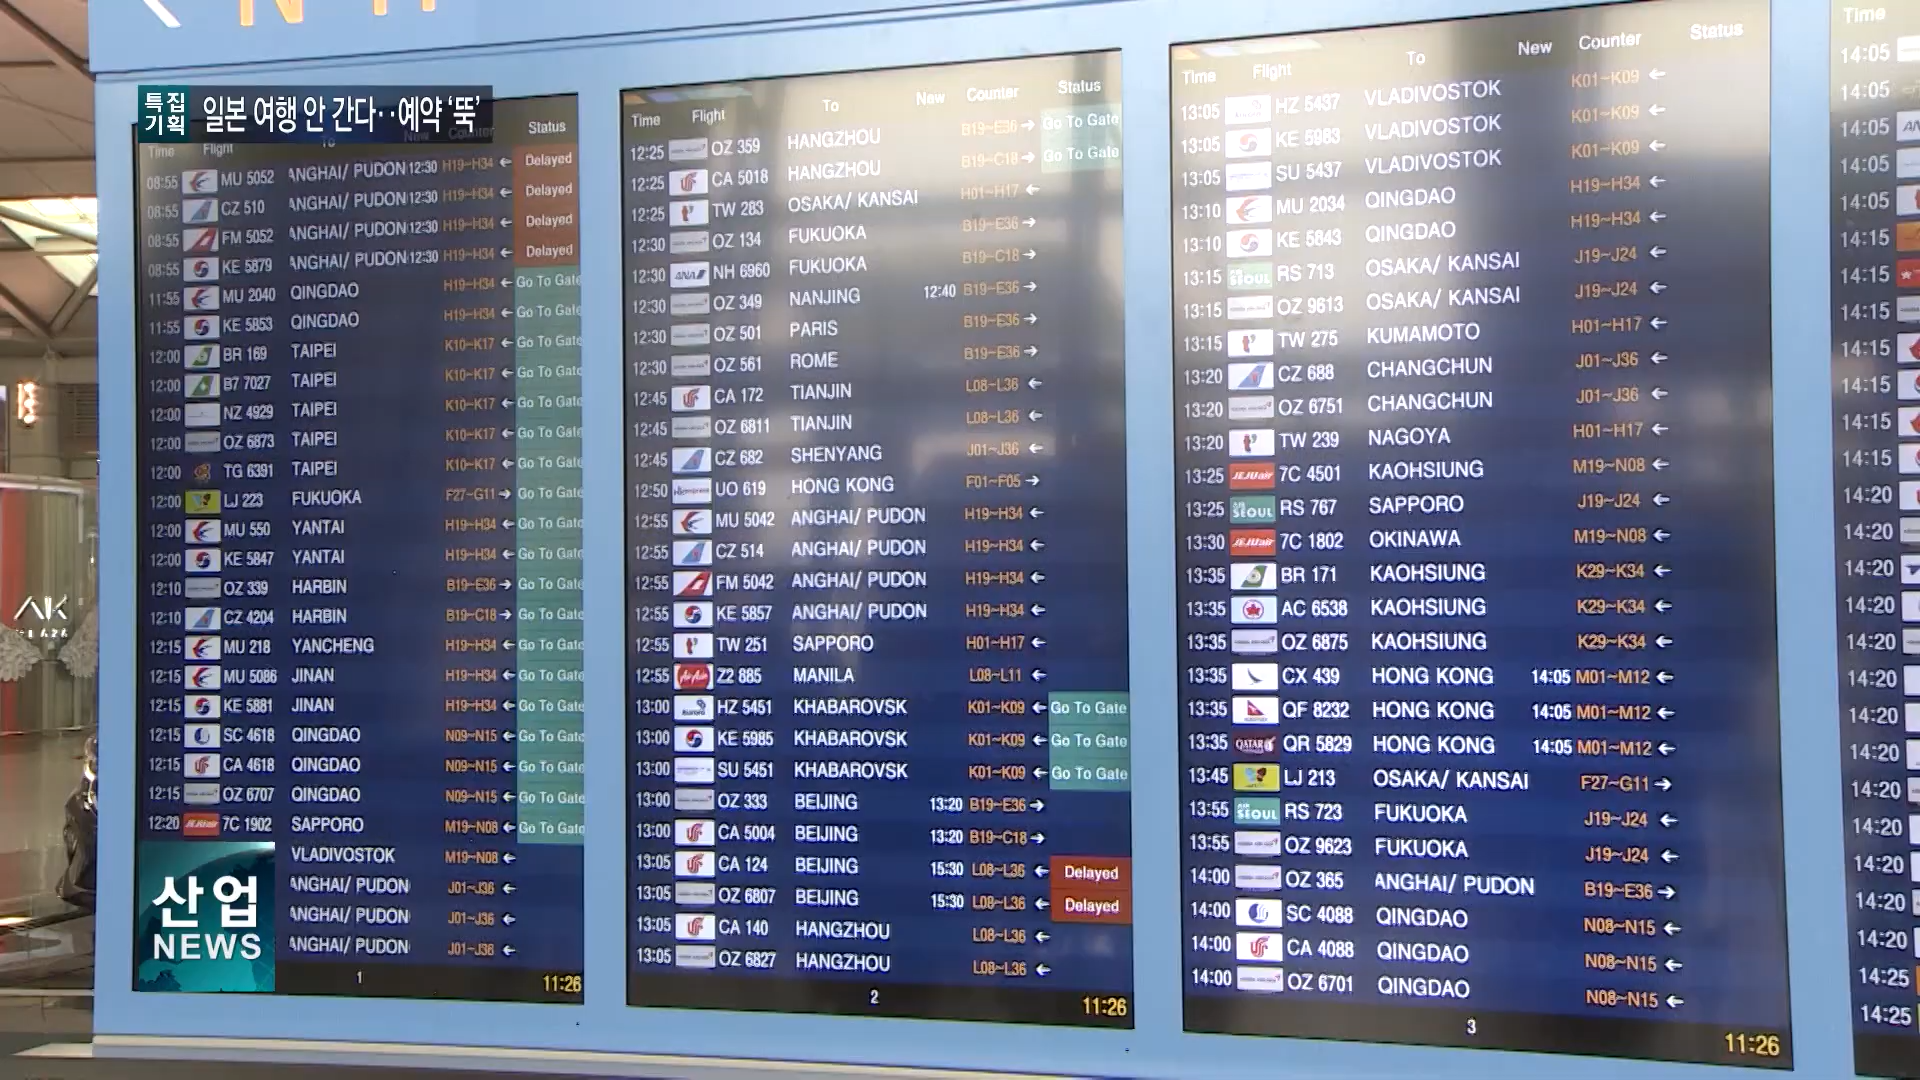 특집
기획
일본 여행 안 간다‥예약 '뚝'
Time Flight To New Counter Status
08:55 MU 5052 ANGHAI/ PUDON 12:30 H19~H34 ← Delayed
08:55 CZ 510 ANGHAI/ PUDON 12:30 H19~H34 ← Delayed
08:55 FM 5052 ANGHAI/ PUDON 12:30 H19~H34 ← Delayed
08:55 KE 5879 ANGHAI/ PUDON 12:30 H19~H34 ← Delayed
11:55 MU 2040 QINGDAO H19~H34 ← Go To Gate
11:55 KE 5853 QINGDAO H19~H34 ← Go To Gate
12:00 BR 169 TAIPEI K10~K17 ← Go To Gate
12:00 B7 7027 TAIPEI K10~K17 ← Go To Gate
12:00 NZ 4929 TAIPEI K10~K17 ← Go To Gate
12:00 OZ 6873 TAIPEI K10~K17 ← Go To Gate
12:00 TG 6391 TAIPEI K10~K17 ← Go To Gate
12:00 LJ 223 FUKUOKA F27~G11 → Go To Gate
12:00 MU 550 YANTAI H19~H34 ← Go To Gate
12:00 KE 5847 YANTAI H19~H34 ← Go To Gate
12:10 OZ 339 HARBIN B19~E36 → Go To Gate
12:10 CZ 4204 HARBIN B19~C18 → Go To Gate
12:15 MU 218 YANCHENG H19~H34 ← Go To Gate
12:15 MU 5086 JINAN H19~H34 ← Go To Gate
12:15 KE 5881 JINAN H19~H34 ← Go To Gate
12:15 SC 4618 QINGDAO N09~N15 ← Go To Gate
12:15 CA 4618 QINGDAO N09~N15 ← Go To Gate
12:15 OZ 6707 QINGDAO N09~N15 ← Go To Gate
12:20 JEJUair 7C 1902 SAPPORO M19~N08 ← Go To Gate
VLADIVOSTOK M19~N08 ←
ANGHAI/ PUDON J01~J36 ←
ANGHAI/ PUDON J01~J36 ←
ANGHAI/ PUDON J01~J36 ←
1 11:26
산업
NEWS
Time Flight To New Counter Status
12:25 OZ 359 HANGZHOU B19~E36 → Go To Gate
12:25 CA 5018 HANGZHOU B19~C18 → Go To Gate
12:25 TW 283 OSAKA/ KANSAI H01~H17 ←
12:30 OZ 134 FUKUOKA B19~E36 →
12:30 ANA NH 6960 FUKUOKA B19~C18 →
12:30 OZ 349 NANJING 12:40 B19~E36 →
12:30 OZ 501 PARIS B19~E36 →
12:30 OZ 561 ROME B19~E36 →
12:45 CA 172 TIANJIN L08~L36 ←
12:45 OZ 6811 TIANJIN L08~L36 ←
12:45 CZ 682 SHENYANG J01~J36 ←
12:50 UO 619 HONG KONG F01~F05 →
12:55 MU 5042 ANGHAI/ PUDON H19~H34 ←
12:55 CZ 514 ANGHAI/ PUDON H19~H34 ←
12:55 FM 5042 ANGHAI/ PUDON H19~H34 ←
12:55 KE 5857 ANGHAI/ PUDON H19~H34 ←
12:55 TW 251 SAPPORO H01~H17 ←
12:55 AirAsia Z2 885 MANILA L08~L11 ←
13:00 HZ 5451 KHABAROVSK K01~K09 ← Go To Gate
13:00 KE 5985 KHABAROVSK K01~K09 ← Go To Gate
13:00 SU 5451 KHABAROVSK K01~K09 ← Go To Gate
13:00 OZ 333 BEIJING 13:20 B19~E36 →
13:00 CA 5004 BEIJING 13:20 B19~C18 →
13:05 CA 124 BEIJING 15:30 L08~L36 ← Delayed
13:05 OZ 6807 BEIJING 15:30 L08~L36 ← Delayed
13:05 CA 140 HANGZHOU L08~L36 ←
13:05 OZ 6827 HANGZHOU L08~L36 ←
2 11:26
Time Flight To New Counter Status
13:05 HZ 5437 VLADIVOSTOK K01~K09 ←
13:05 KE 5983 VLADIVOSTOK K01~K09 ←
13:05 SU 5437 VLADIVOSTOK K01~K09 ←
13:10 MU 2034 QINGDAO H19~H34 ←
13:10 KE 5843 QINGDAO H19~H34 ←
13:15 AIR SEOUL RS 713 OSAKA/ KANSAI J19~J24 ←
13:15 OZ 9613 OSAKA/ KANSAI J19~J24 ←
13:15 TW 275 KUMAMOTO H01~H17 ←
13:20 CZ 688 CHANGCHUN J01~J36 ←
13:20 OZ 6751 CHANGCHUN J01~J36 ←
13:20 TW 239 NAGOYA H01~H17 ←
13:25 JEJUair 7C 4501 KAOHSIUNG M19~N08 ←
13:25 AIR SEOUL RS 767 SAPPORO J19~J24 ←
13:30 JEJUair 7C 1802 OKINAWA M19~N08 ←
13:35 BR 171 KAOHSIUNG K29~K34 ←
13:35 AC 6538 KAOHSIUNG K29~K34 ←
13:35 OZ 6875 KAOHSIUNG K29~K34 ←
13:35 CX 439 HONG KONG 14:05 M01~M12 ←
13:35 QF 8232 HONG KONG 14:05 M01~M12 ←
13:35 QATAR QR 5829 HONG KONG 14:05 M01~M12 ←
13:45 LJ 213 OSAKA/ KANSAI F27~G11 →
13:55 AIR SEOUL RS 723 FUKUOKA J19~J24 ←
13:55 OZ 9623 FUKUOKA J19~J24 ←
14:00 OZ 365 ANGHAI/ PUDON B19~E36 →
14:00 SC 4088 QINGDAO N08~N15 ←
14:00 CA 4088 QINGDAO N08~N15 ←
14:00 OZ 6701 QINGDAO N08~N15 ←
3 11:26
Time
14:05
14:05
14:05
14:05
14:05
14:15
14:15
14:15
14:15
14:15
14:15
14:15
14:20
14:20
14:20
14:20
14:20
14:20
14:20
14:20
14:20
14:20
14:20
14:20
14:20
14:25
14:25
AK
PLAZA